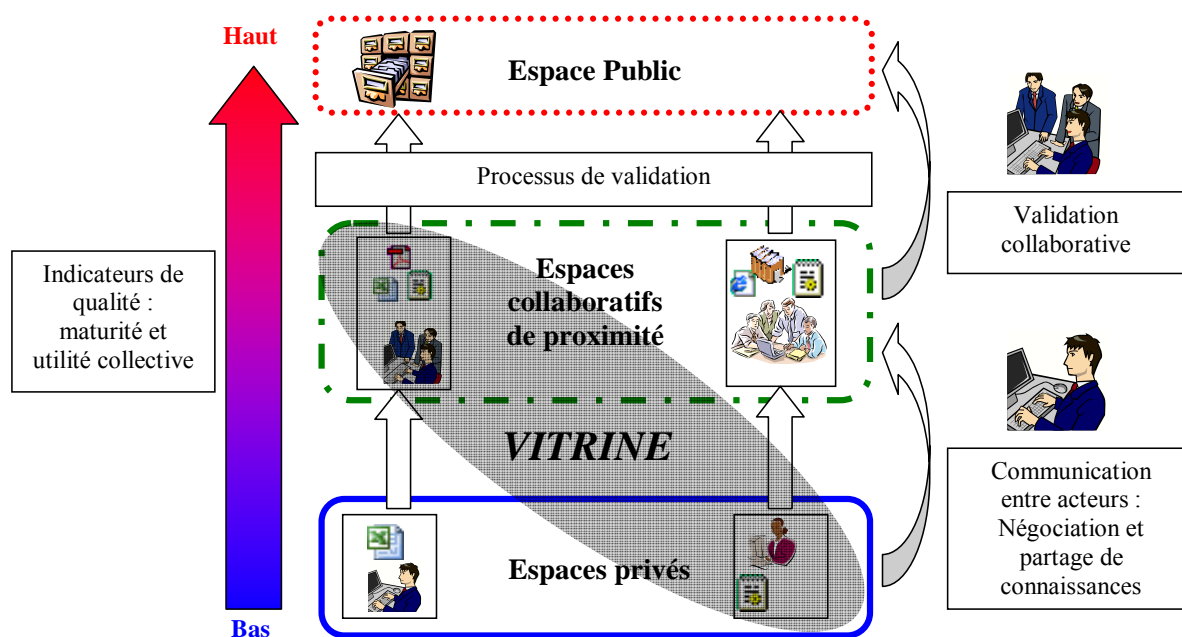 Haut
Espace Public
Processus de validation
Validation
collaborative
Indicateurs de
qualité :
maturité et
utilité collective
Espaces
collaboratifs
de proximité
VITRINE
Communication
entre acteurs :
Négociation et
partage de
connaissances
Espaces privés
Bas